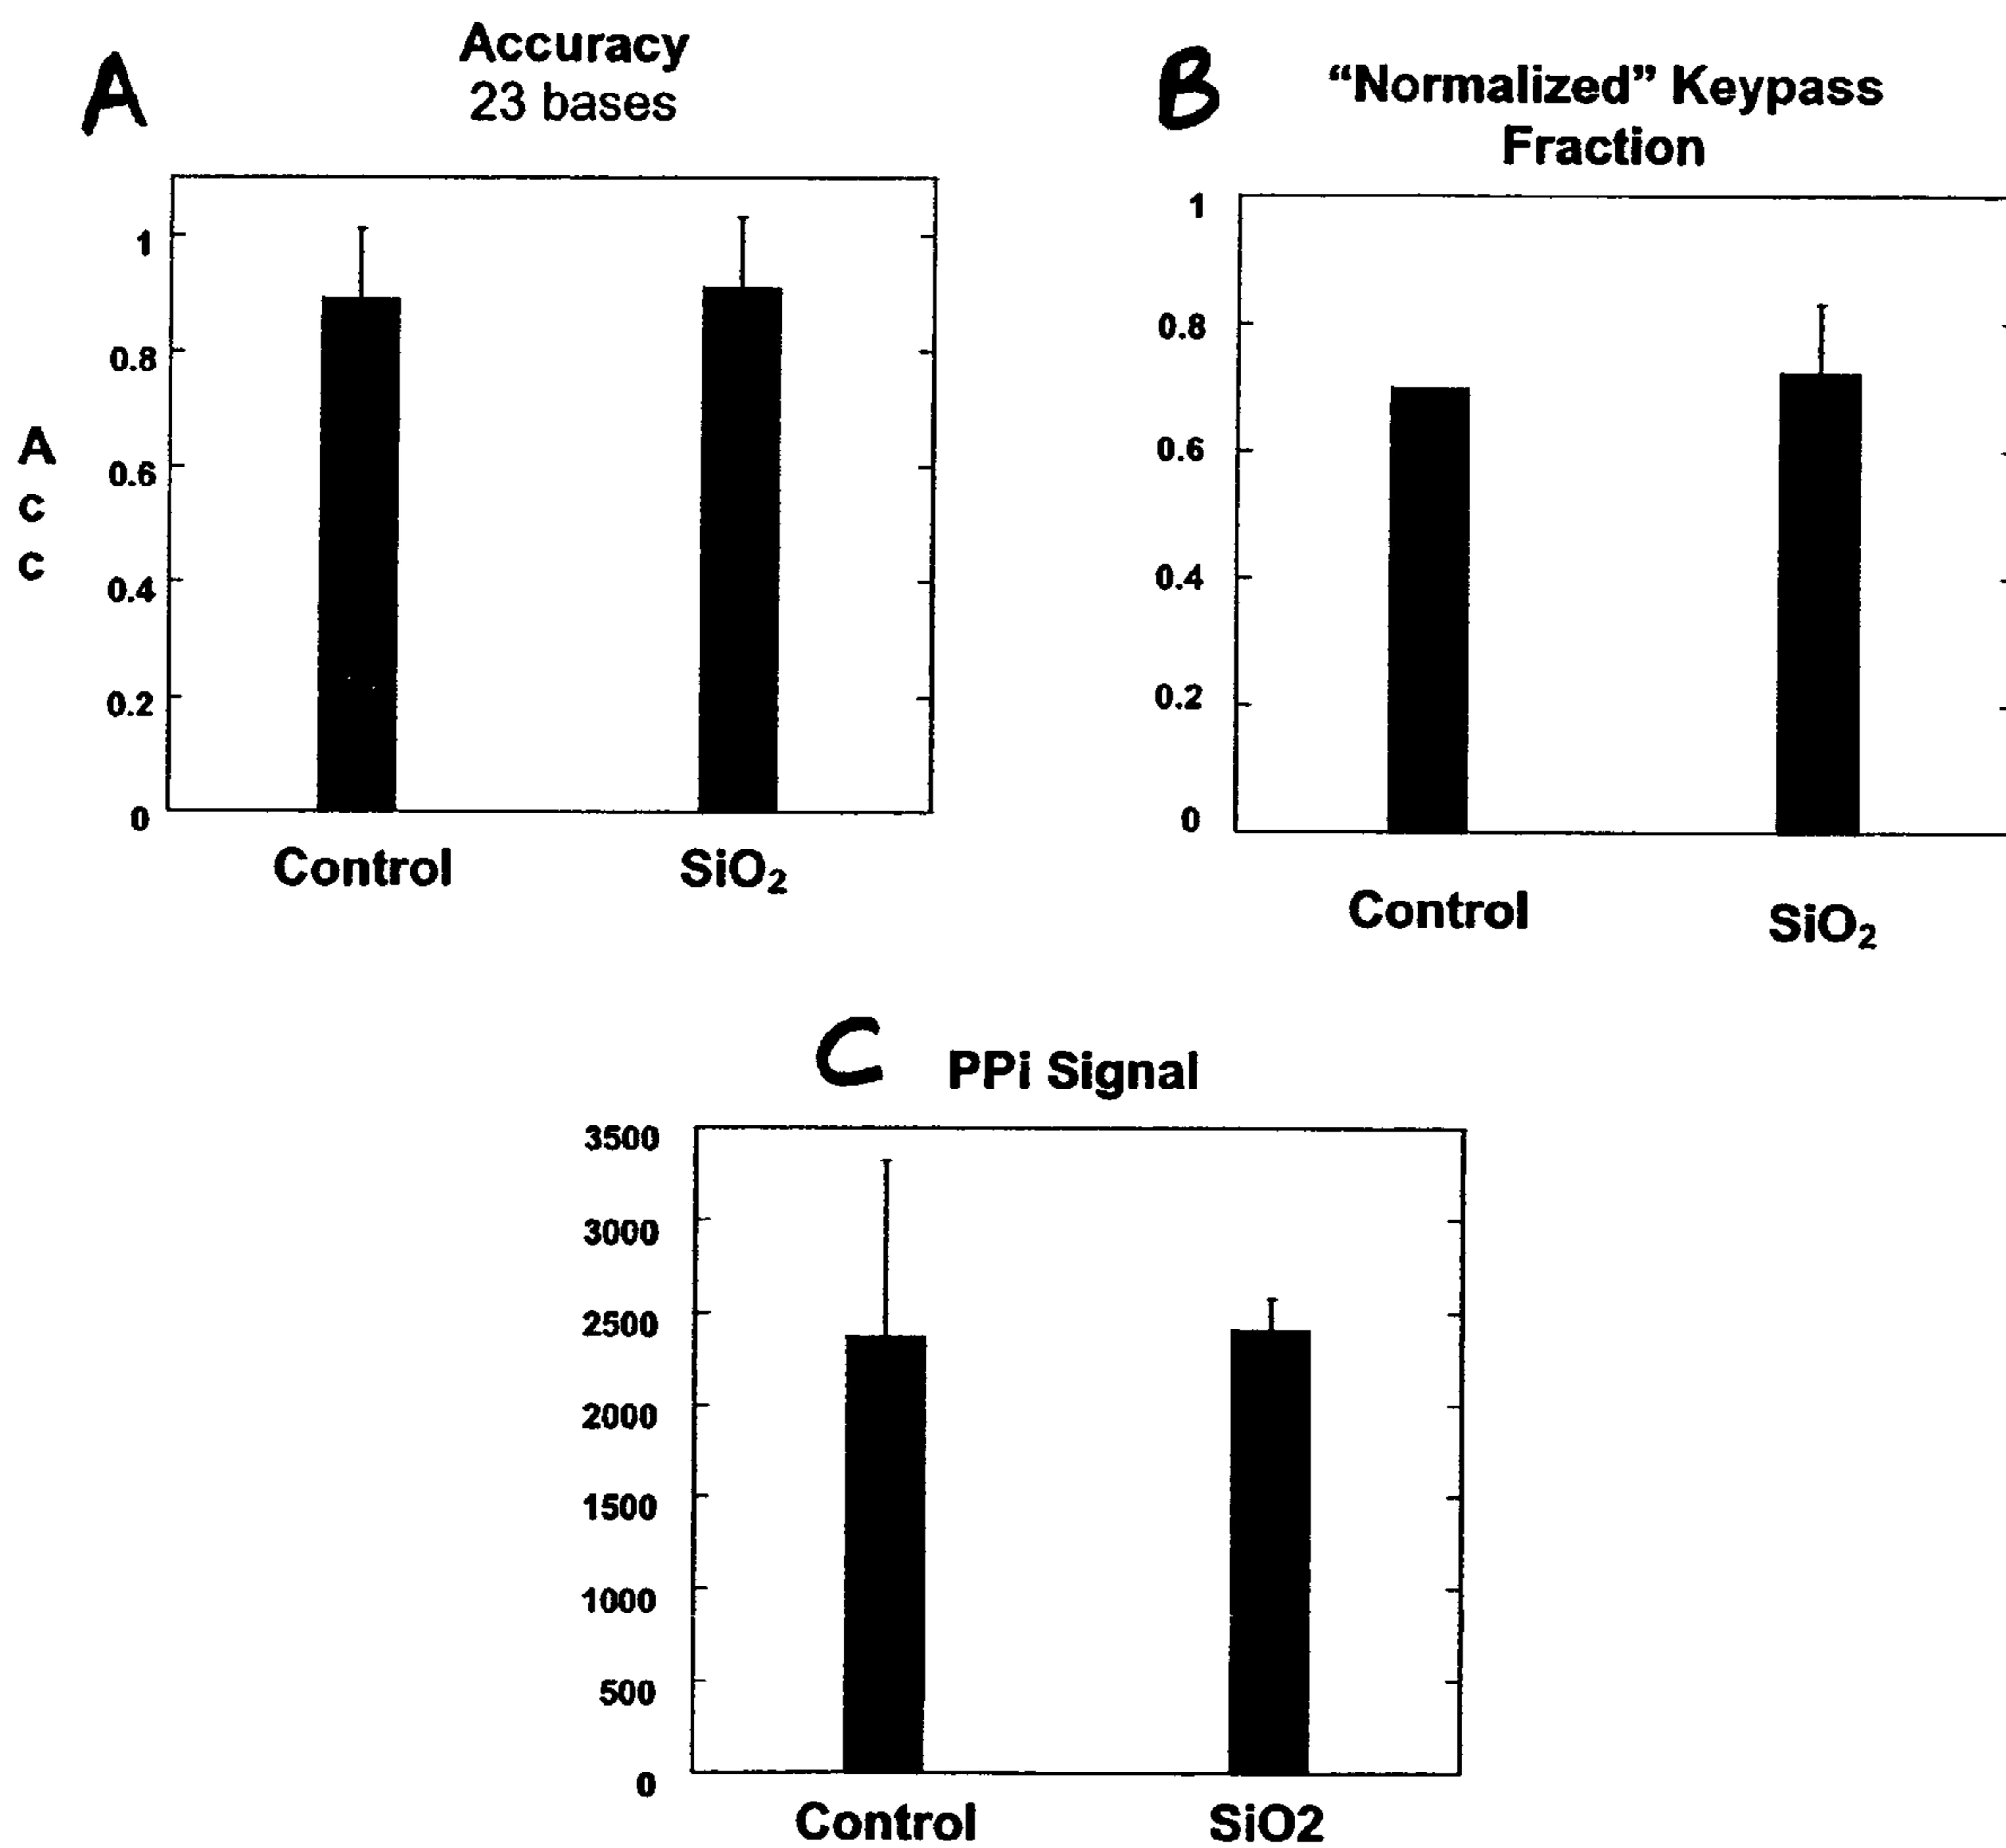 A
Accuracy
23 bases
1
0.8
0.6
0.4
0.2
0
A
c
c
Control
SiO₂
B
“Normalized” Keypass
Fraction
1
0.8
0.6
0.4
0.2
0
Control
SiO₂
C
PPi Signal
3500
3000
2500
2000
1500
1000
500
0
Control
SiO2